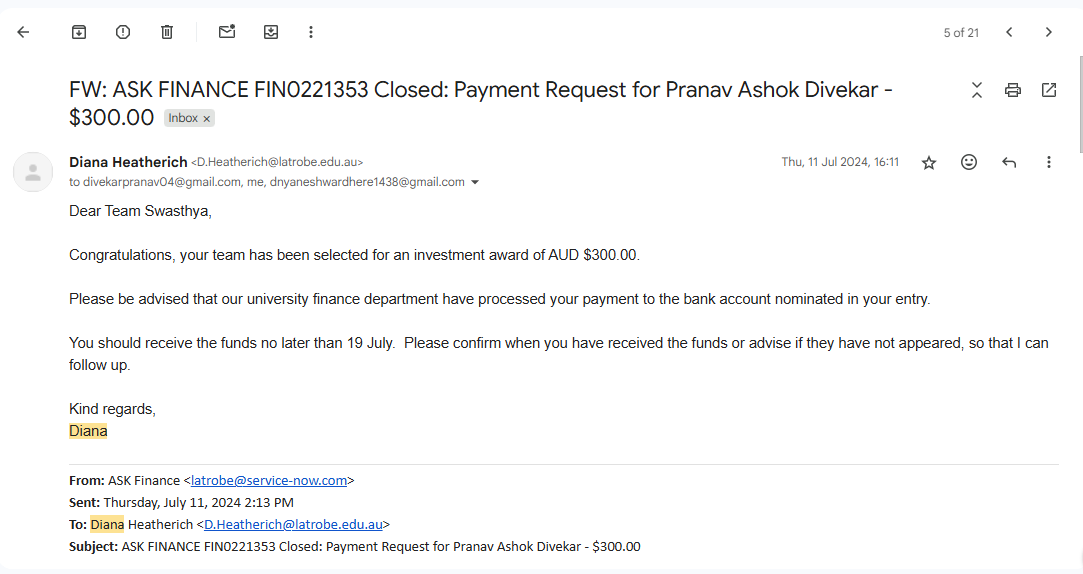 5 of 21
FW: ASK FINANCE FIN0221353 Closed: Payment Request for Pranav Ashok Divekar -
$300.00 Inbox ×
Diana Heatherich <D.Heatherich@latrobe.edu.au>
Thu, 11 Jul 2024, 16:11
to divekarpranav04@gmail.com, me, dnyaneshwardhere1438@gmail.com
Dear Team Swasthya,
Congratulations, your team has been selected for an investment award of AUD $300.00.
Please be advised that our university finance department have processed your payment to the bank account nominated in your entry.
You should receive the funds no later than 19 July.  Please confirm when you have received the funds or advise if they have not appeared, so that I can
follow up.
Kind regards,
Diana
From: ASK Finance <latrobe@service-now.com>
Sent: Thursday, July 11, 2024 2:13 PM
To: Diana Heatherich <D.Heatherich@latrobe.edu.au>
Subject: ASK FINANCE FIN0221353 Closed: Payment Request for Pranav Ashok Divekar - $300.00